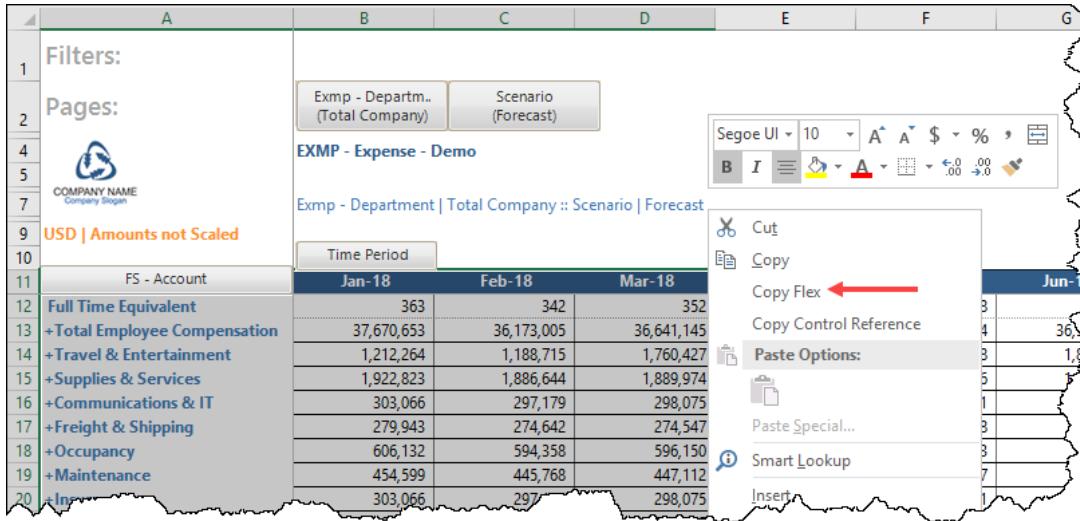 A B C D E F G
1 Filters:
2 Pages:
Exmp - Departm.. (Total Company)
Scenario (Forecast)
Segoe UI 10 A A $ % ,
B I A .00 .00
4 EXMP - Expense - Demo
5
COMPANY NAME
Company Slogan
7 Exmp - Department | Total Company :: Scenario | Forecast
9 USD | Amounts not Scaled
10 Time Period
11 FS - Account Jan-18 Feb-18 Mar-18 Jun-
12 Full Time Equivalent 363 342 352
13 +Total Employee Compensation 37,670,653 36,173,005 36,641,145
14 +Travel & Entertainment 1,212,264 1,188,715 1,760,427
15 +Supplies & Services 1,922,823 1,886,644 1,889,974
16 +Communications & IT 303,066 297,179 298,075
17 +Freight & Shipping 279,943 274,642 274,547
18 +Occupancy 606,132 594,358 596,150
19 +Maintenance 454,599 445,768 447,112
20 303,066 298,075
Cut
Copy
Copy Flex
Copy Control Reference
Paste Options:
Paste Special...
Smart Lookup
Insert